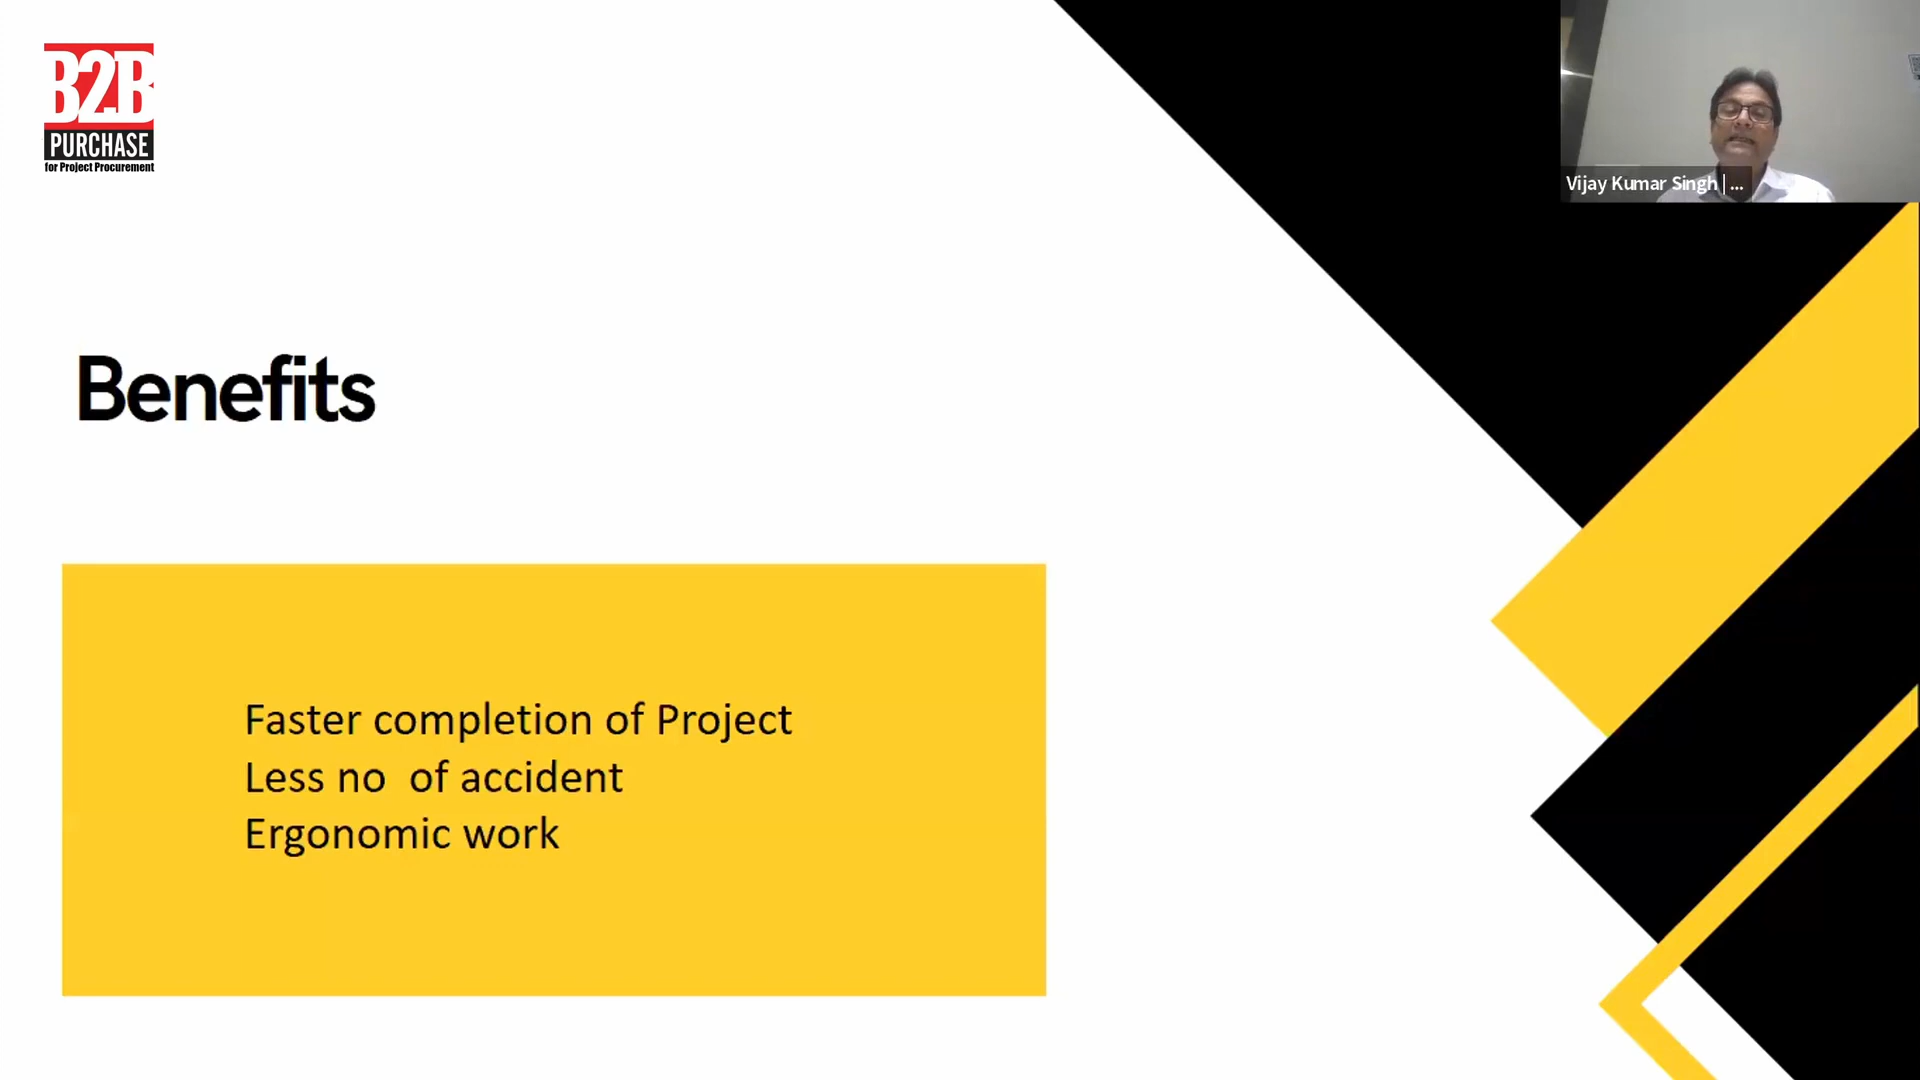 B2B
PURCHASE
for Project Procurement
Vijay Kumar Singh | ...
Benefits
Faster completion of Project
Less no  of accident
Ergonomic work